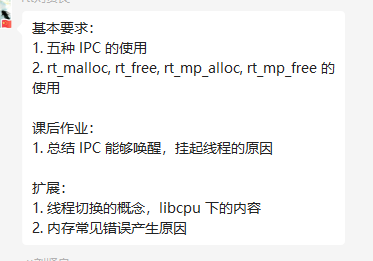 基本要求：
1. 五种 IPC 的使用
2. rt_malloc, rt_free, rt_mp_alloc, rt_mp_free 的
使用
课后作业：
1. 总结 IPC 能够唤醒，挂起线程的原因
扩展：
1. 线程切换的概念，libcpu 下的内容
2. 内存常见错误产生原因